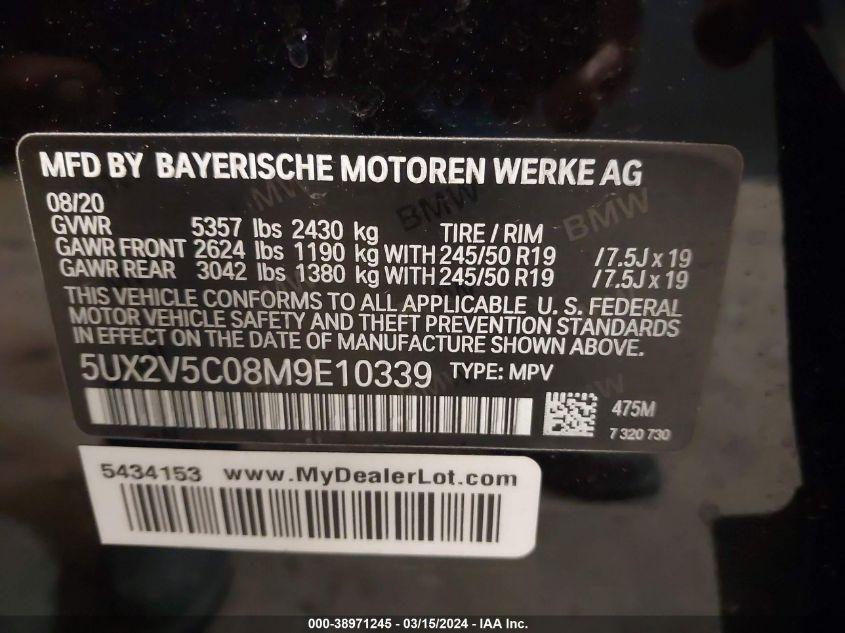 MFD BY BAYERISCHE MOTOREN WERKE AG
08/20
GVWR 5357 lbs 2430 kg TIRE / RIM
GAWR FRONT 2624 lbs 1190 kg WITH 245/50 R19 / 7.5J x 19
GAWR REAR 3042 lbs 1380 kg WITH 245/50 R19 / 7.5J x 19
THIS VEHICLE CONFORMS TO ALL APPLICABLE U. S. FEDERAL
MOTOR VEHICLE SAFETY AND THEFT PREVENTION STANDARDS
IN EFFECT ON THE DATE OF MANUFACTURE SHOWN ABOVE.
5UX2V5C08M9E10339 TYPE: MPV
475M
7 320 730
BMW
BMW
5434153 www.MyDealerLot.com
000-38971245 - 03/15/2024 - IAA Inc.